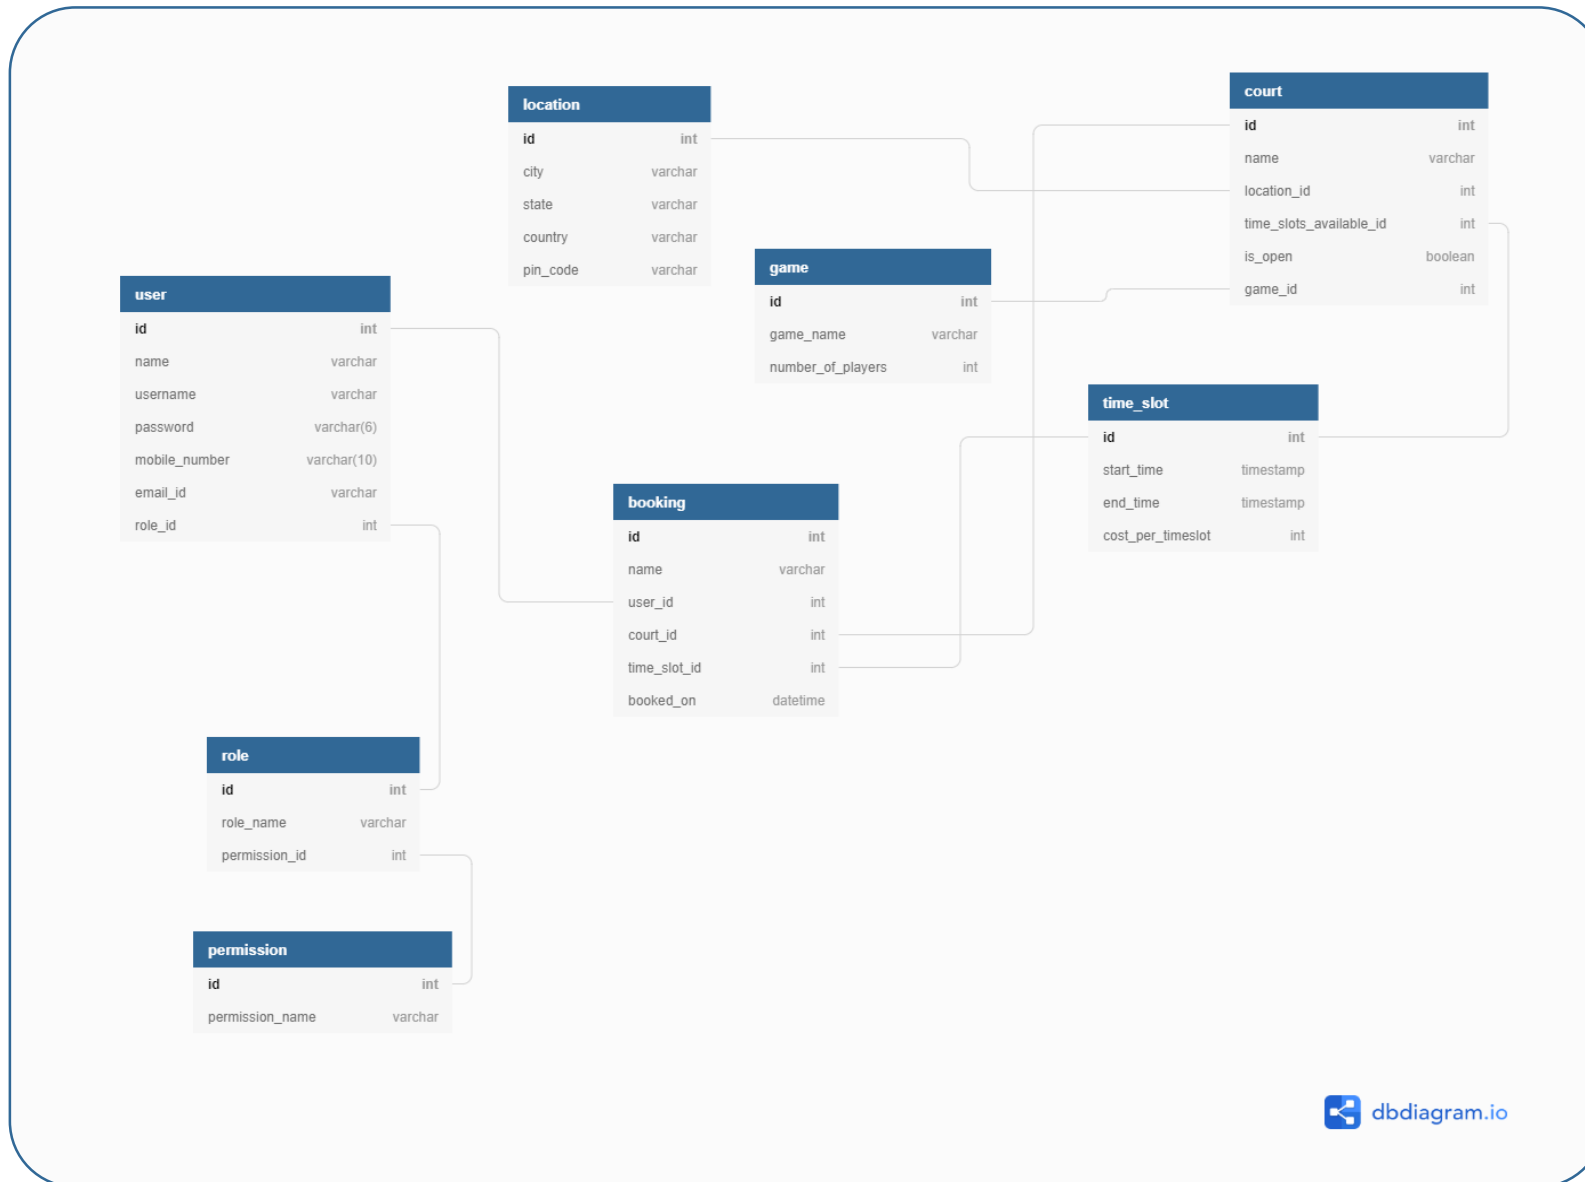 location
id int
city varchar
state varchar
country varchar
pin_code varchar
court
id int
name varchar
location_id int
time_slots_available_id int
is_open boolean
game_id int
game
id int
game_name varchar
number_of_players int
user
id int
name varchar
username varchar
password varchar(6)
mobile_number varchar(10)
email_id varchar
role_id int
time_slot
id int
start_time timestamp
end_time timestamp
cost_per_timeslot int
booking
id int
name varchar
user_id int
court_id int
time_slot_id int
booked_on datetime
role
id int
role_name varchar
permission_id int
permission
id int
permission_name varchar
dbdiagram.io